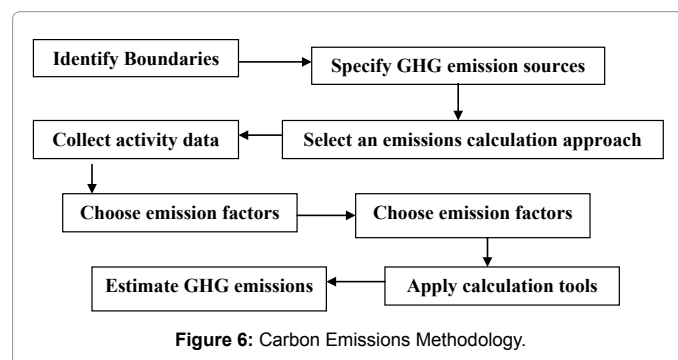 Identify Boundaries
Specify GHG emission sources
Select an emissions calculation approach
Collect activity data
Choose emission factors
Choose emission factors
Apply calculation tools
Estimate GHG emissions
Figure 6: Carbon Emissions Methodology.